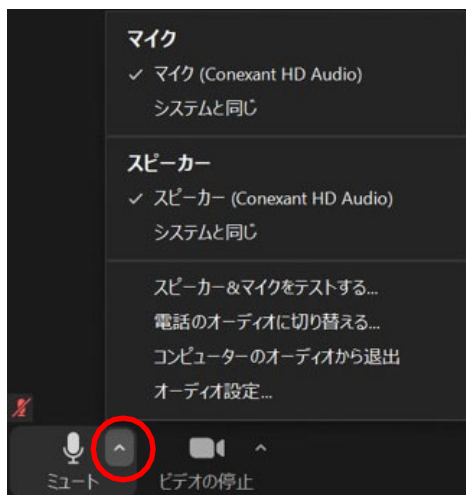 マイク
マイク (Conexant HD Audio)
システムと同じ
スピーカー
スピーカー (Conexant HD Audio)
システムと同じ
スピーカー&マイクをテストする...
電話のオーディオに切り替える...
コンピューターのオーディオから退出
オーディオ設定...
ミュート
ビデオの停止